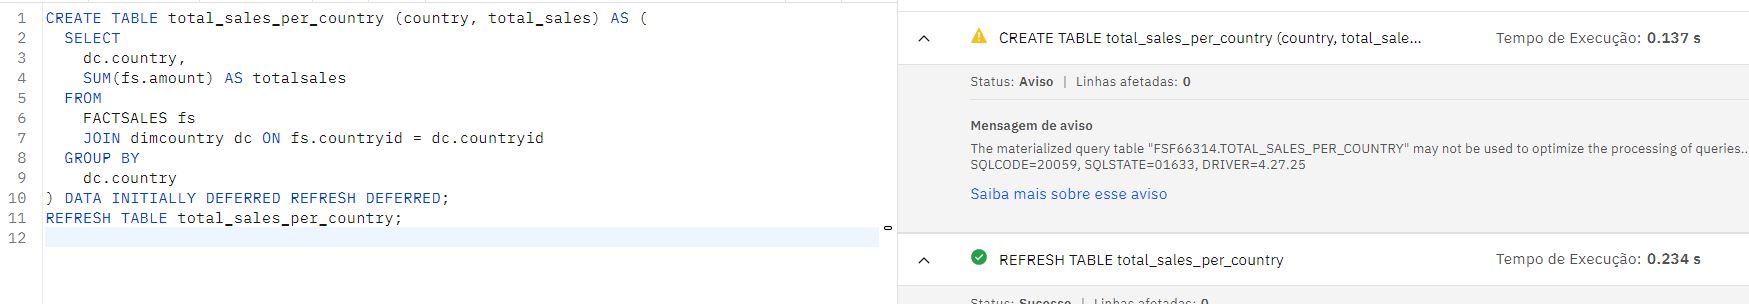 1 CREATE TABLE total_sales_per_country (country, total_sales) AS (
2 SELECT
3 dc.country,
4 SUM(fs.amount) AS totalsales
5 FROM
6 FACTSALES fs
7 JOIN dimcountry dc ON fs.countryid = dc.countryid
8 GROUP BY
9 dc.country
10 ) DATA INITIALLY DEFERRED REFRESH DEFERRED;
11 REFRESH TABLE total_sales_per_country;
12
CREATE TABLE total_sales_per_country (country, total_sale... Tempo de Execução: 0.137 s
Status: Aviso | Linhas afetadas: 0
Mensagem de aviso
The materialized query table "FSF66314.TOTAL_SALES_PER_COUNTRY" may not be used to optimize the processing of queries..
SQLCODE=20059, SQLSTATE=01633, DRIVER=4.27.25
Saiba mais sobre esse aviso
REFRESH TABLE total_sales_per_country Tempo de Execução: 0.234 s
Status: Sucesso | Linhas afetadas: 0